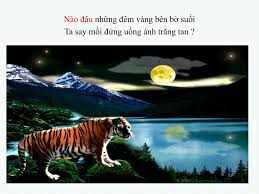 Nào đâu những đêm vàng bên bờ suối
Ta say mồi đứng uống ánh trăng tan ?